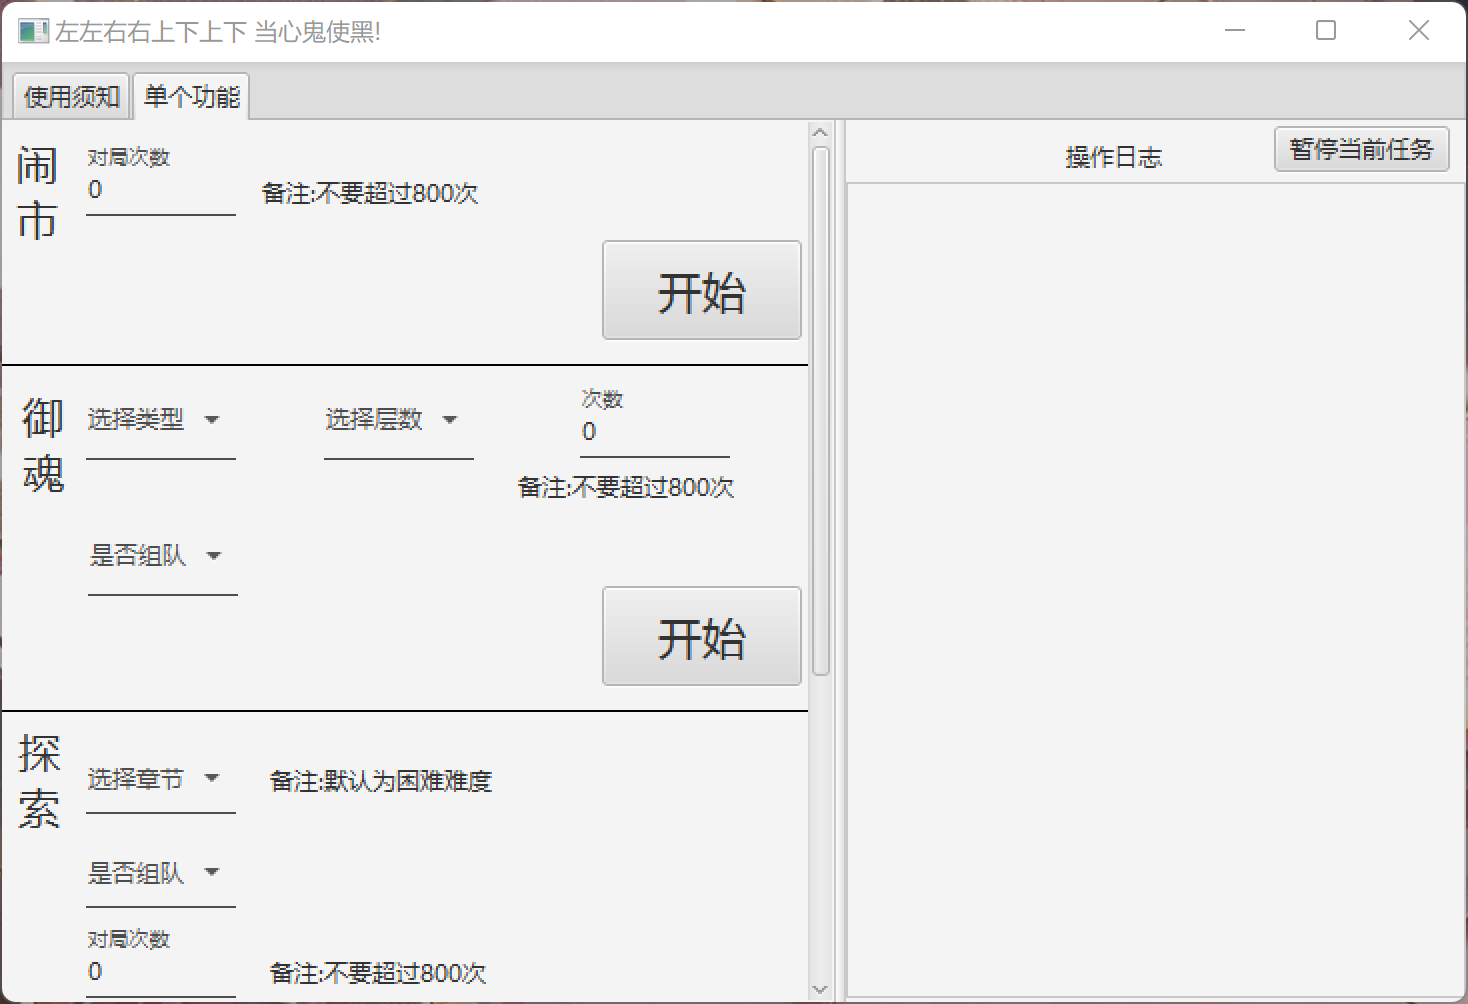 左左右右上下上下 当心鬼使黑!
使用须知 单个功能
闹市
对局次数
0
备注:不要超过800次
开始
御魂
选择类型
选择层数
次数
0
备注:不要超过800次
是否组队
开始
探索
选择章节
备注:默认为困难难度
是否组队
对局次数
0
备注:不要超过800次
操作日志
暂停当前任务